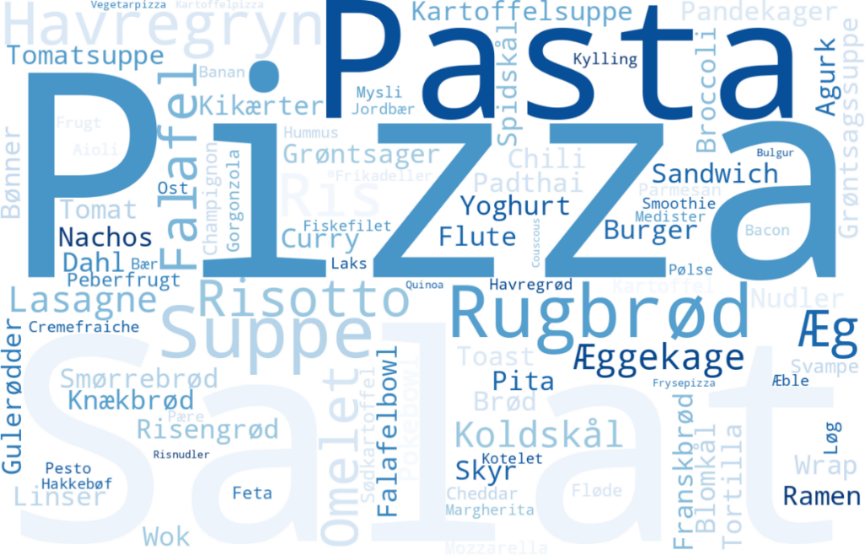 Vegetarpizza
Kartoffelpizza
Havregryn
Pasta
Kartoffelsuppe
Pandekager
Tomatsuppe
Banan
Kylling
Spidskål
Broccoli
Agurk
Grøntsagssuppe
Mysli
Jordbær
Kikærter
Falafel
Pizza
Frugt
Aioli
Bønner
Hummus
Grøntsager
Champignon
Gorgonzola
Frikadeller
Ris
Chili
Padthai
Sandwich
Bulgur
Parmesan
Ost
Tomat
Yoghurt
Smoothie
Medister
Nachos
Fiskefilet
Curry
Flute
Couscous
Burger
Bacon
Dahl
Bær
Laks
Pølse
Peberfrugt
Quinoa
Havregrød
Kartoffel
Nudler
Lasagne
Risotto
Rugbrød
Cremefraiche
Suppe
Æg
Æggekage
Toast
Svampe
Gulerødder
Smørrebrød
Pita
Frysepizza
Æble
Knækbrød
Omelet
Sødkartoffel
Falafelbowl
Pokebowl
Brød
Pære
Risengrød
Koldskål
Franskbrød
Blomkål
Tortilla
Løg
Risnudler
Kotelet
Pesto
Skyr
Wrap
Hakkebøf
Linser
Feta
Cheddar
Fløde
Ramen
Margherita
Salat
Wok
Mozzarella